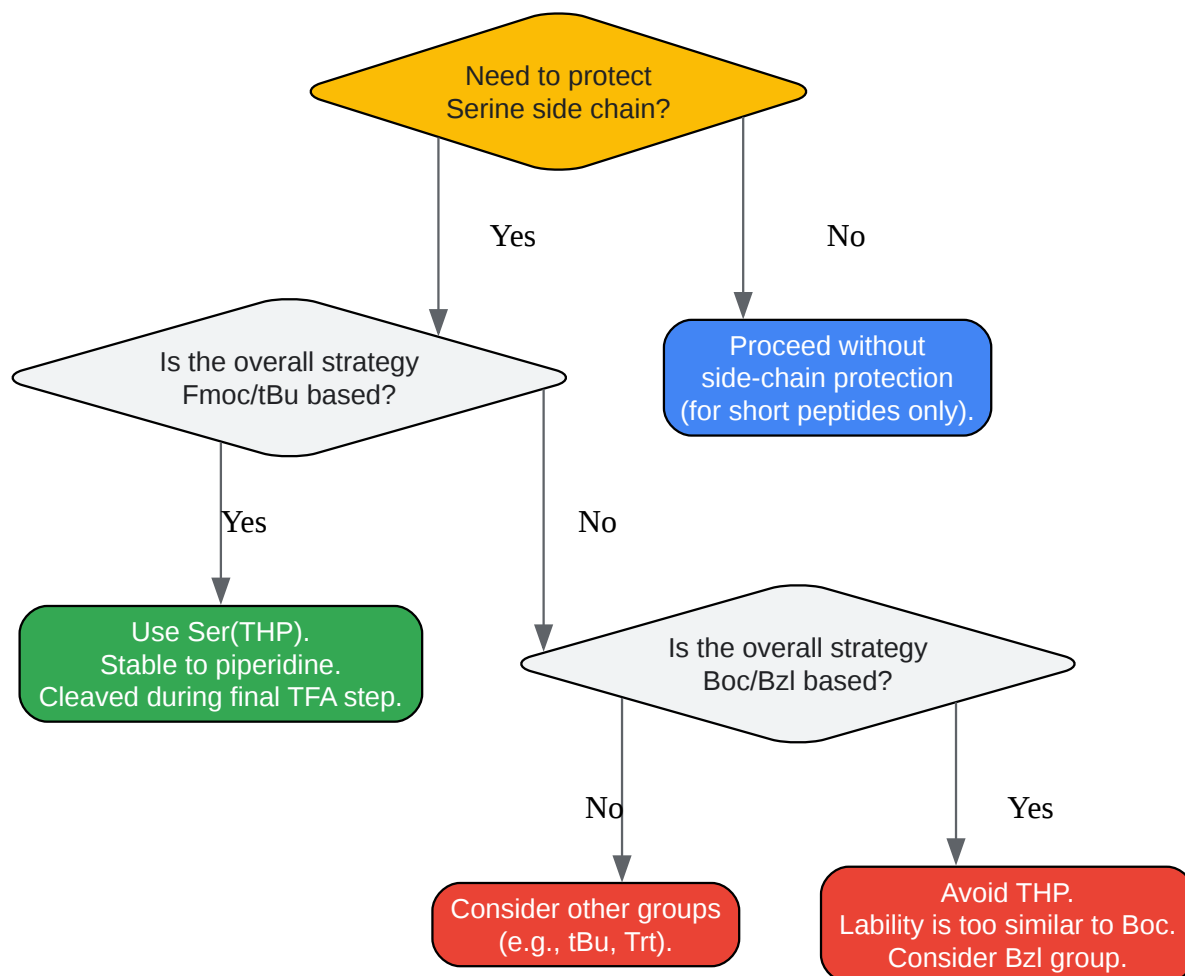 Need to protect
Serine side chain?
Yes
No
Is the overall strategy
Fmoc/tBu based?
Proceed without
side-chain protection
(for short peptides only).
Yes
No
Use Ser(THP).
Stable to piperidine.
Cleaved during final TFA step.
Is the overall strategy
Boc/Bzl based?
No
Yes
Consider other groups
(e.g., tBu, Trt).
Avoid THP.
Lability is too similar to Boc.
Consider Bzl group.